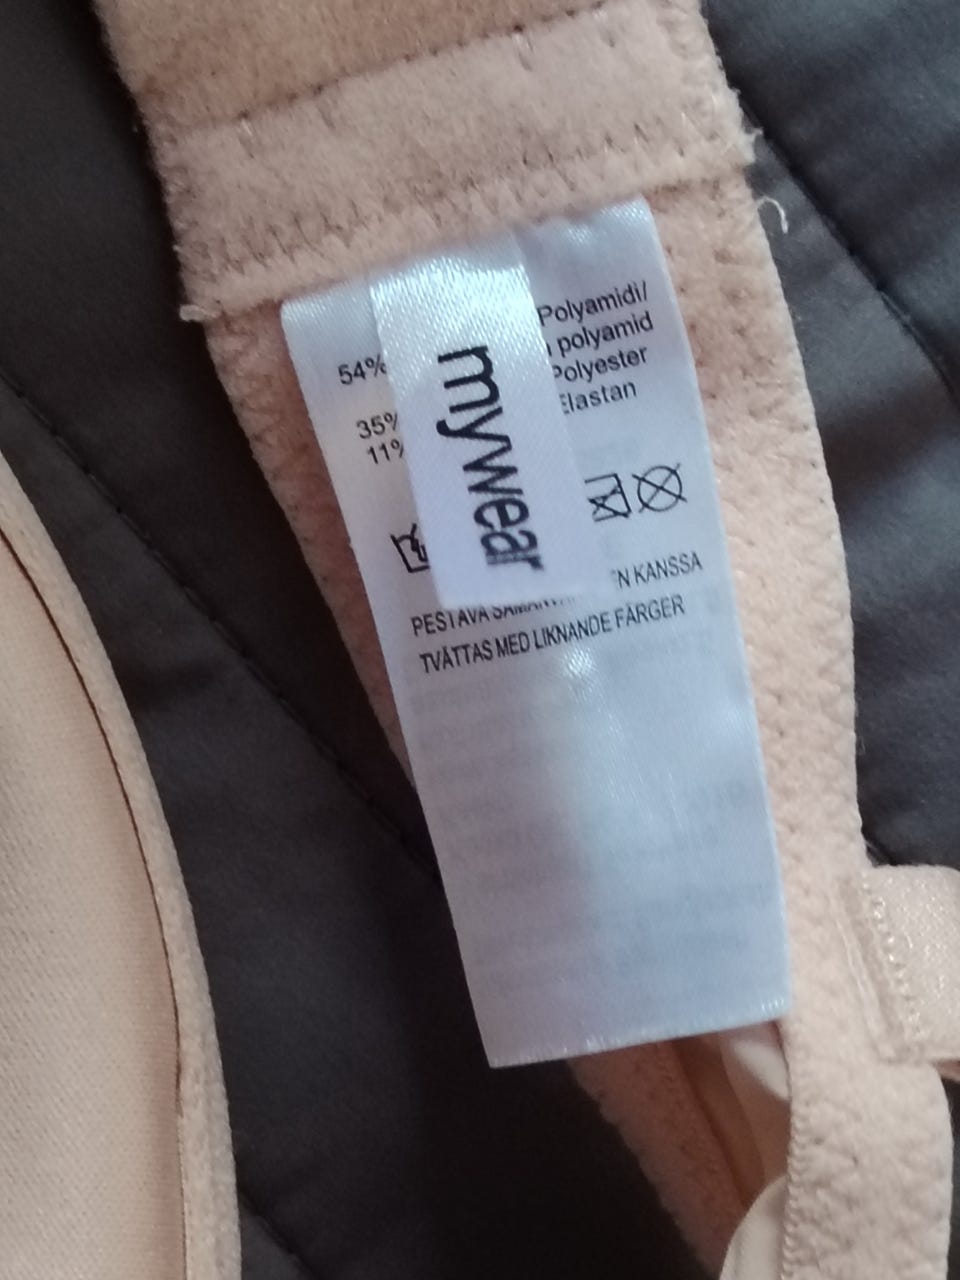 mywear
Polyamidi/
54% polyamid
35% Polyester
11% Elastan
KANSSA
PESTAVA
TVÄTTAS MED LIKNANDE FÄRGER